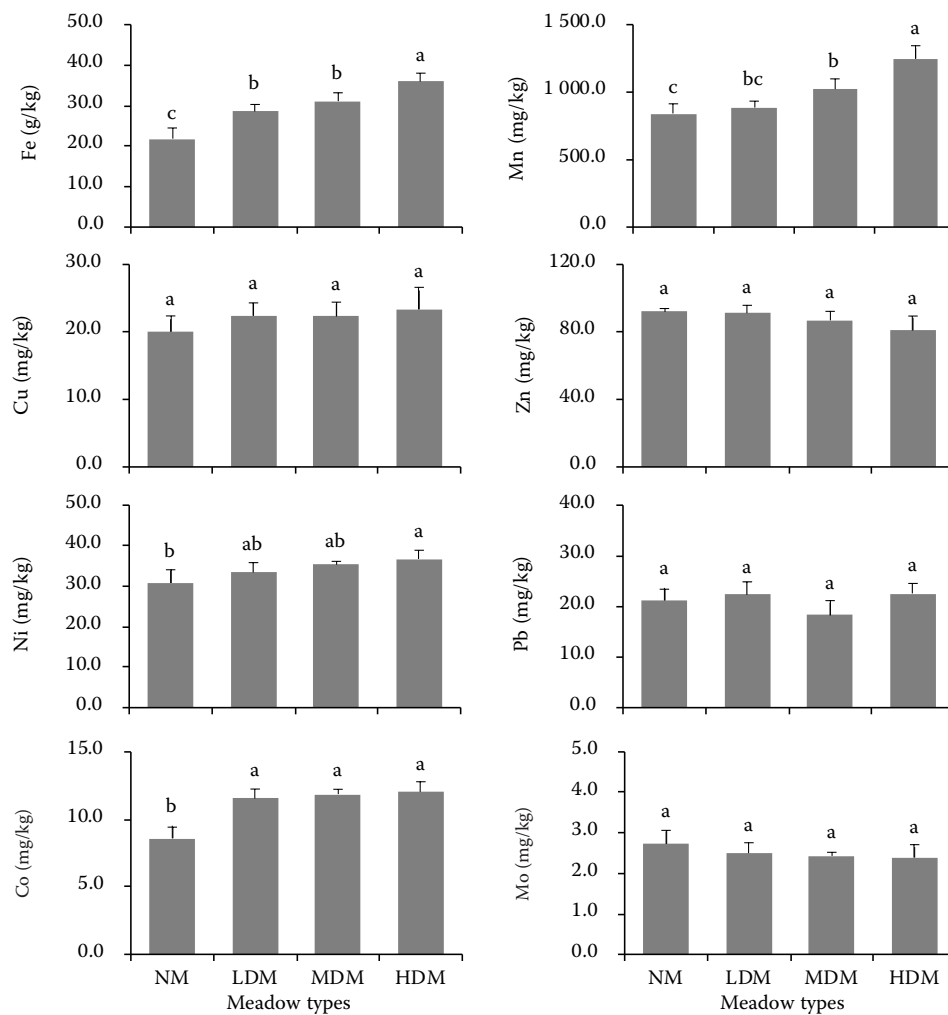 50.0
40.0
30.0
20.0
10.0
0.0
Fe (g/kg)
c
b
b
a
1 500.0
1 000.0
500.0
0.0
Mn (mg/kg)
c
bc
b
a
30.0
20.0
10.0
0.0
Cu (mg/kg)
a
a
a
a
120.0
80.0
40.0
0.0
Zn (mg/kg)
a
a
a
a
50.0
40.0
30.0
20.0
10.0
0.0
Ni (mg/kg)
b
ab
ab
a
40.0
30.0
20.0
10.0
0.0
Pb (mg/kg)
a
a
a
a
15.0
10.0
5.0
0.0
Co (mg/kg)
b
a
a
a
NM LDM MDM HDM
Meadow types
5.0
4.0
3.0
2.0
1.0
0.0
Mo (mg/kg)
a
a
a
a
NM LDM MDM HDM
Meadow types